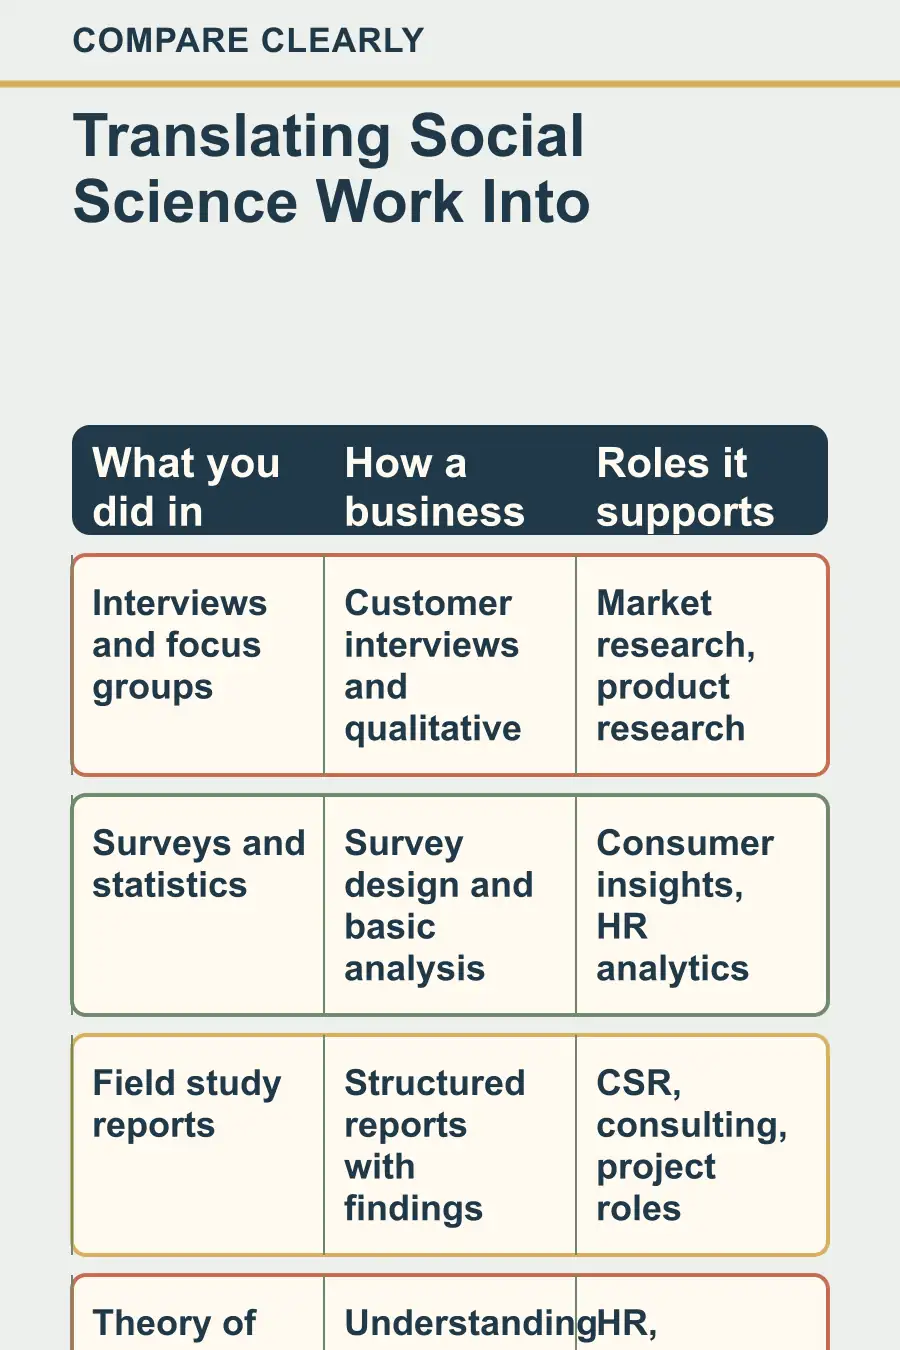 COMPARE CLEARLY
Translating Social
Science Work Into
What you
did in
How a
business
Roles it
supports
Interviews
and focus
groups
Customer
interviews
and
qualitative
Market
research,
product
research
Surveys and
statistics
Survey
design and
basic
analysis
Consumer
insights,
HR
analytics
Field study
reports
Structured
reports
with
findings
CSR,
consulting,
project
roles
Theory of
Understanding
HR,